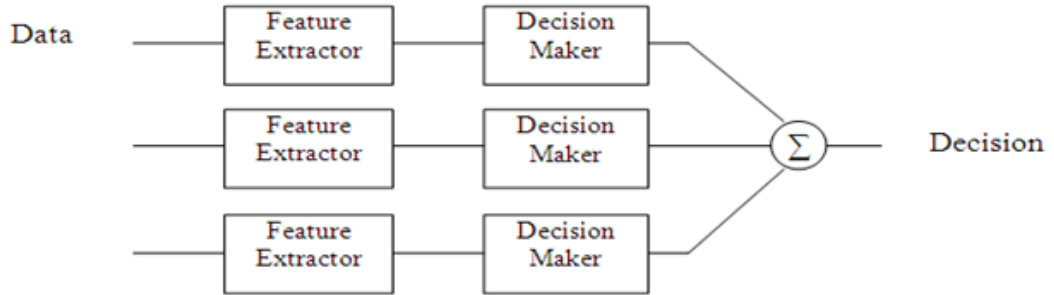 Data
Feature
Extractor
Decision
Maker
Feature
Extractor
Decision
Maker
Σ
Decision
Feature
Extractor
Decision
Maker